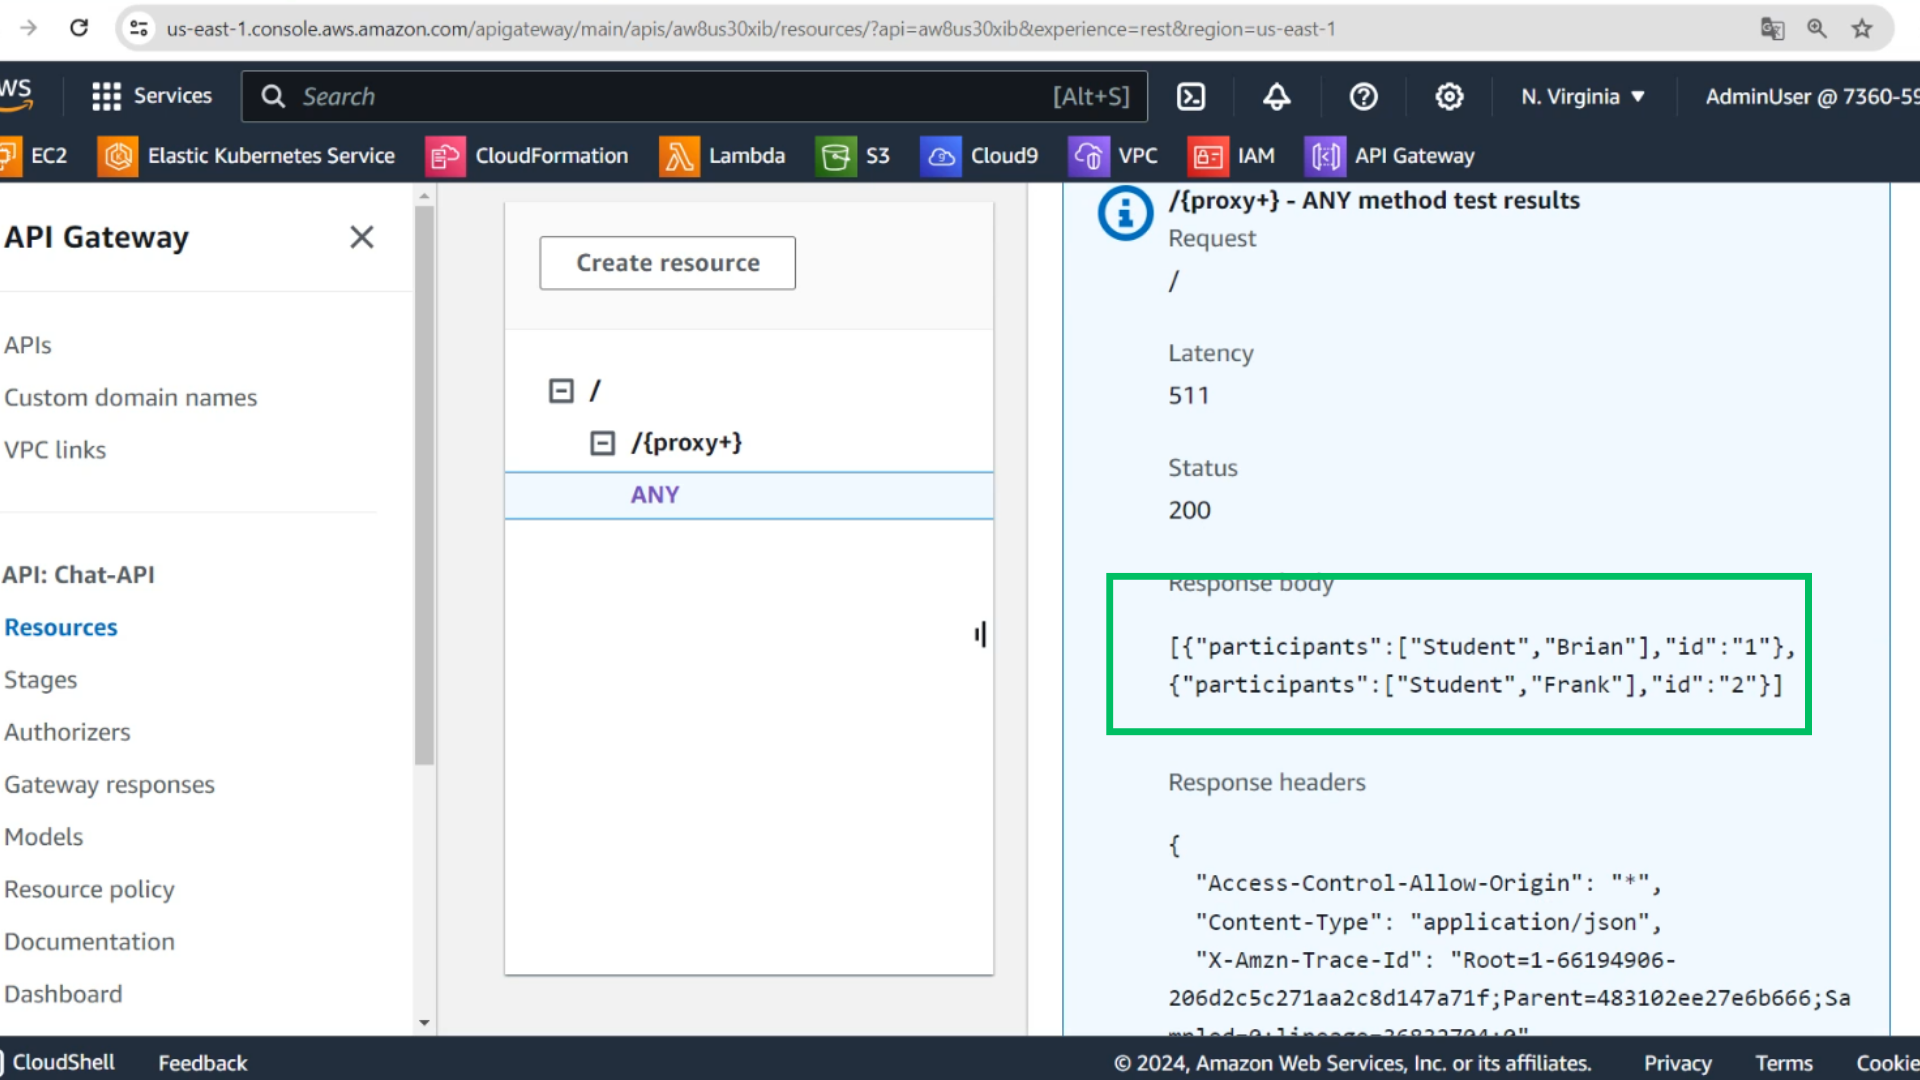 us-east-1.console.aws.amazon.com/apigateway/main/apis/aw8us30xib/resources/?api=aw8us30xib&experience=rest&region=us-east-1
Services
Search
[Alt+S]
N. Virginia ▼
AdminUser @ 7360-59
EC2
Elastic Kubernetes Service
CloudFormation
Lambda
S3
Cloud9
VPC
IAM
API Gateway
API Gateway
APIs
Custom domain names
VPC links
API: Chat-API
Resources
Stages
Authorizers
Gateway responses
Models
Resource policy
Documentation
Dashboard
Create resource
/
/{proxy+}
ANY
/{proxy+} - ANY method test results
Request
/
Latency
511
Status
200
Response body
[{"participants":["Student","Brian"],"id":"1"},
{"participants":["Student","Frank"],"id":"2"}]
Response headers
{
"Access-Control-Allow-Origin": "*",
"Content-Type": "application/json",
"X-Amzn-Trace-Id": "Root=1-66194906-
206d2c5c271aa2c8d147a71f;Parent=483102ee27e6b666;Sa
CloudShell
Feedback
© 2024, Amazon Web Services, Inc. or its affiliates.
Privacy
Terms
Cookie